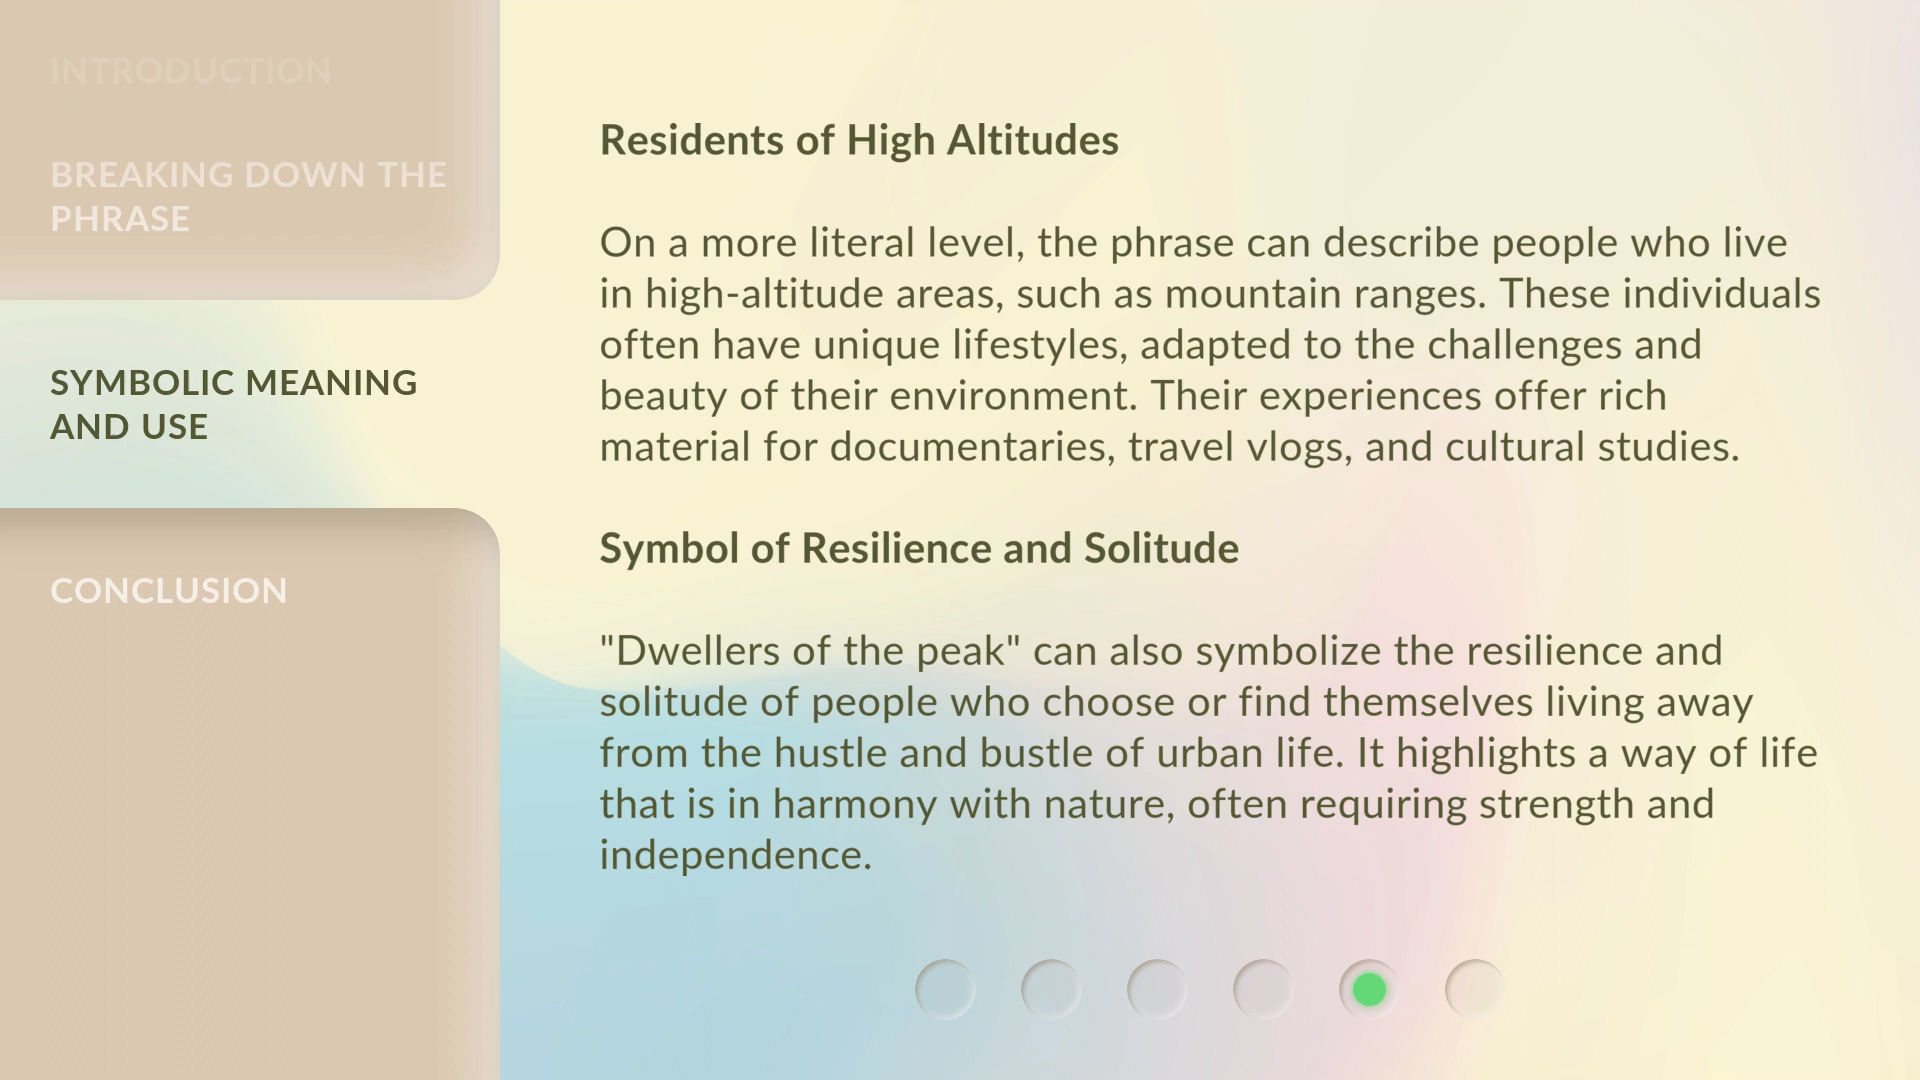 INTRODUCTION
BREAKING DOWN THE
PHRASE
SYMBOLIC MEANING
AND USE
CONCLUSION
Residents of High Altitudes
On a more literal level, the phrase can describe people who live
in high-altitude areas, such as mountain ranges. These individuals
often have unique lifestyles, adapted to the challenges and
beauty of their environment. Their experiences offer rich
material for documentaries, travel vlogs, and cultural studies.
Symbol of Resilience and Solitude
"Dwellers of the peak" can also symbolize the resilience and
solitude of people who choose or find themselves living away
from the hustle and bustle of urban life. It highlights a way of life
that is in harmony with nature, often requiring strength and
independence.